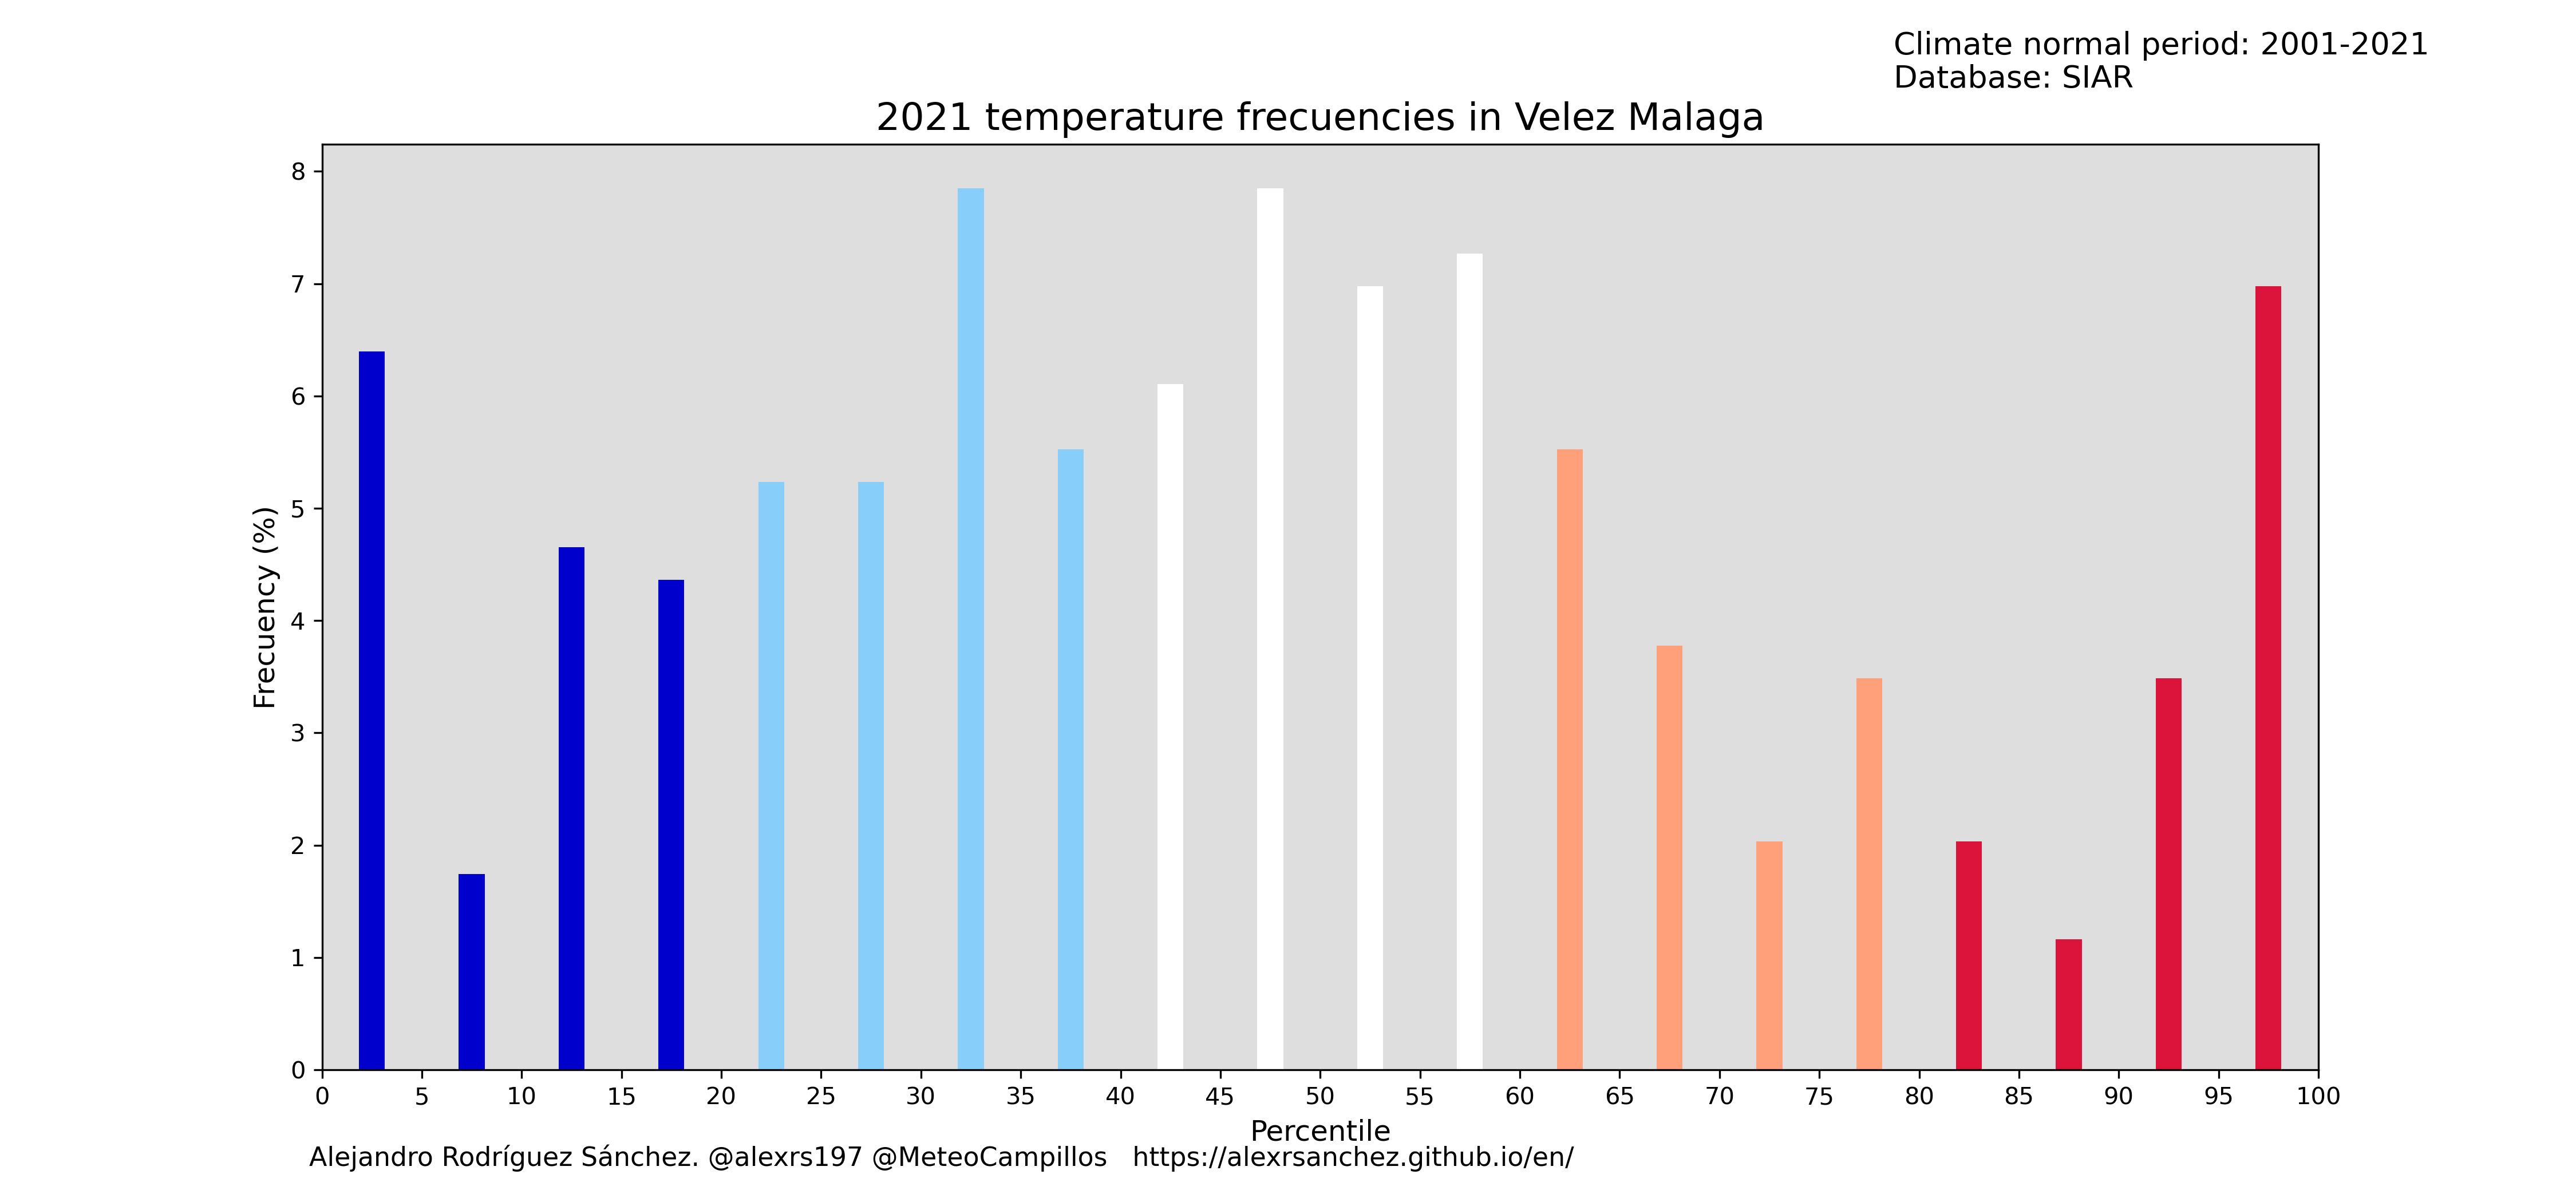 Climate normal period: 2001-2021
Database: SIAR
2021 temperature frecuencies in Velez Malaga
8
7
6
5
4
3
2
1
0
Frecuency (%)
0 5 10 15 20 25 30 35 40 45 50 55 60 65 70 75 80 85 90 95 100
Percentile
Alejandro Rodríguez Sánchez. @alexrs197 @MeteoCampillos https://alexrsanchez.github.io/en/